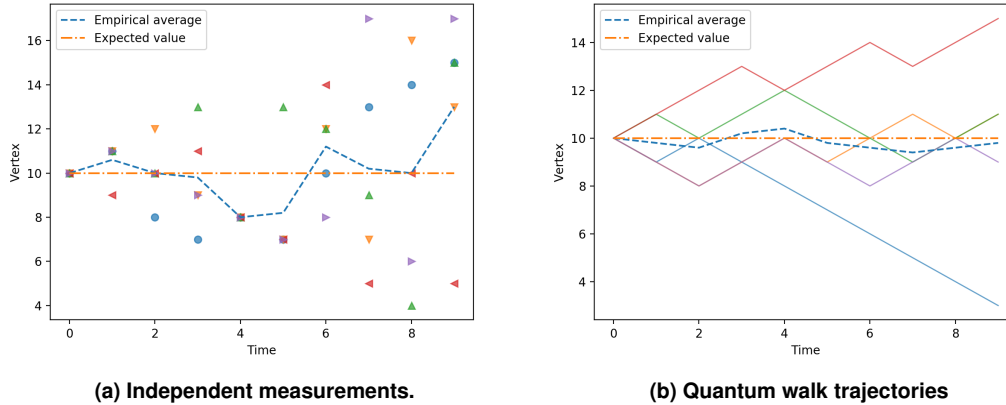 Empirical average
Expected value
16
14
12
10
8
6
4
Vertex
0
2
4
6
8
Time
(a) Independent measurements.
Empirical average
Expected value
14
12
10
8
6
4
Vertex
0
2
4
6
8
Time
(b) Quantum walk trajectories